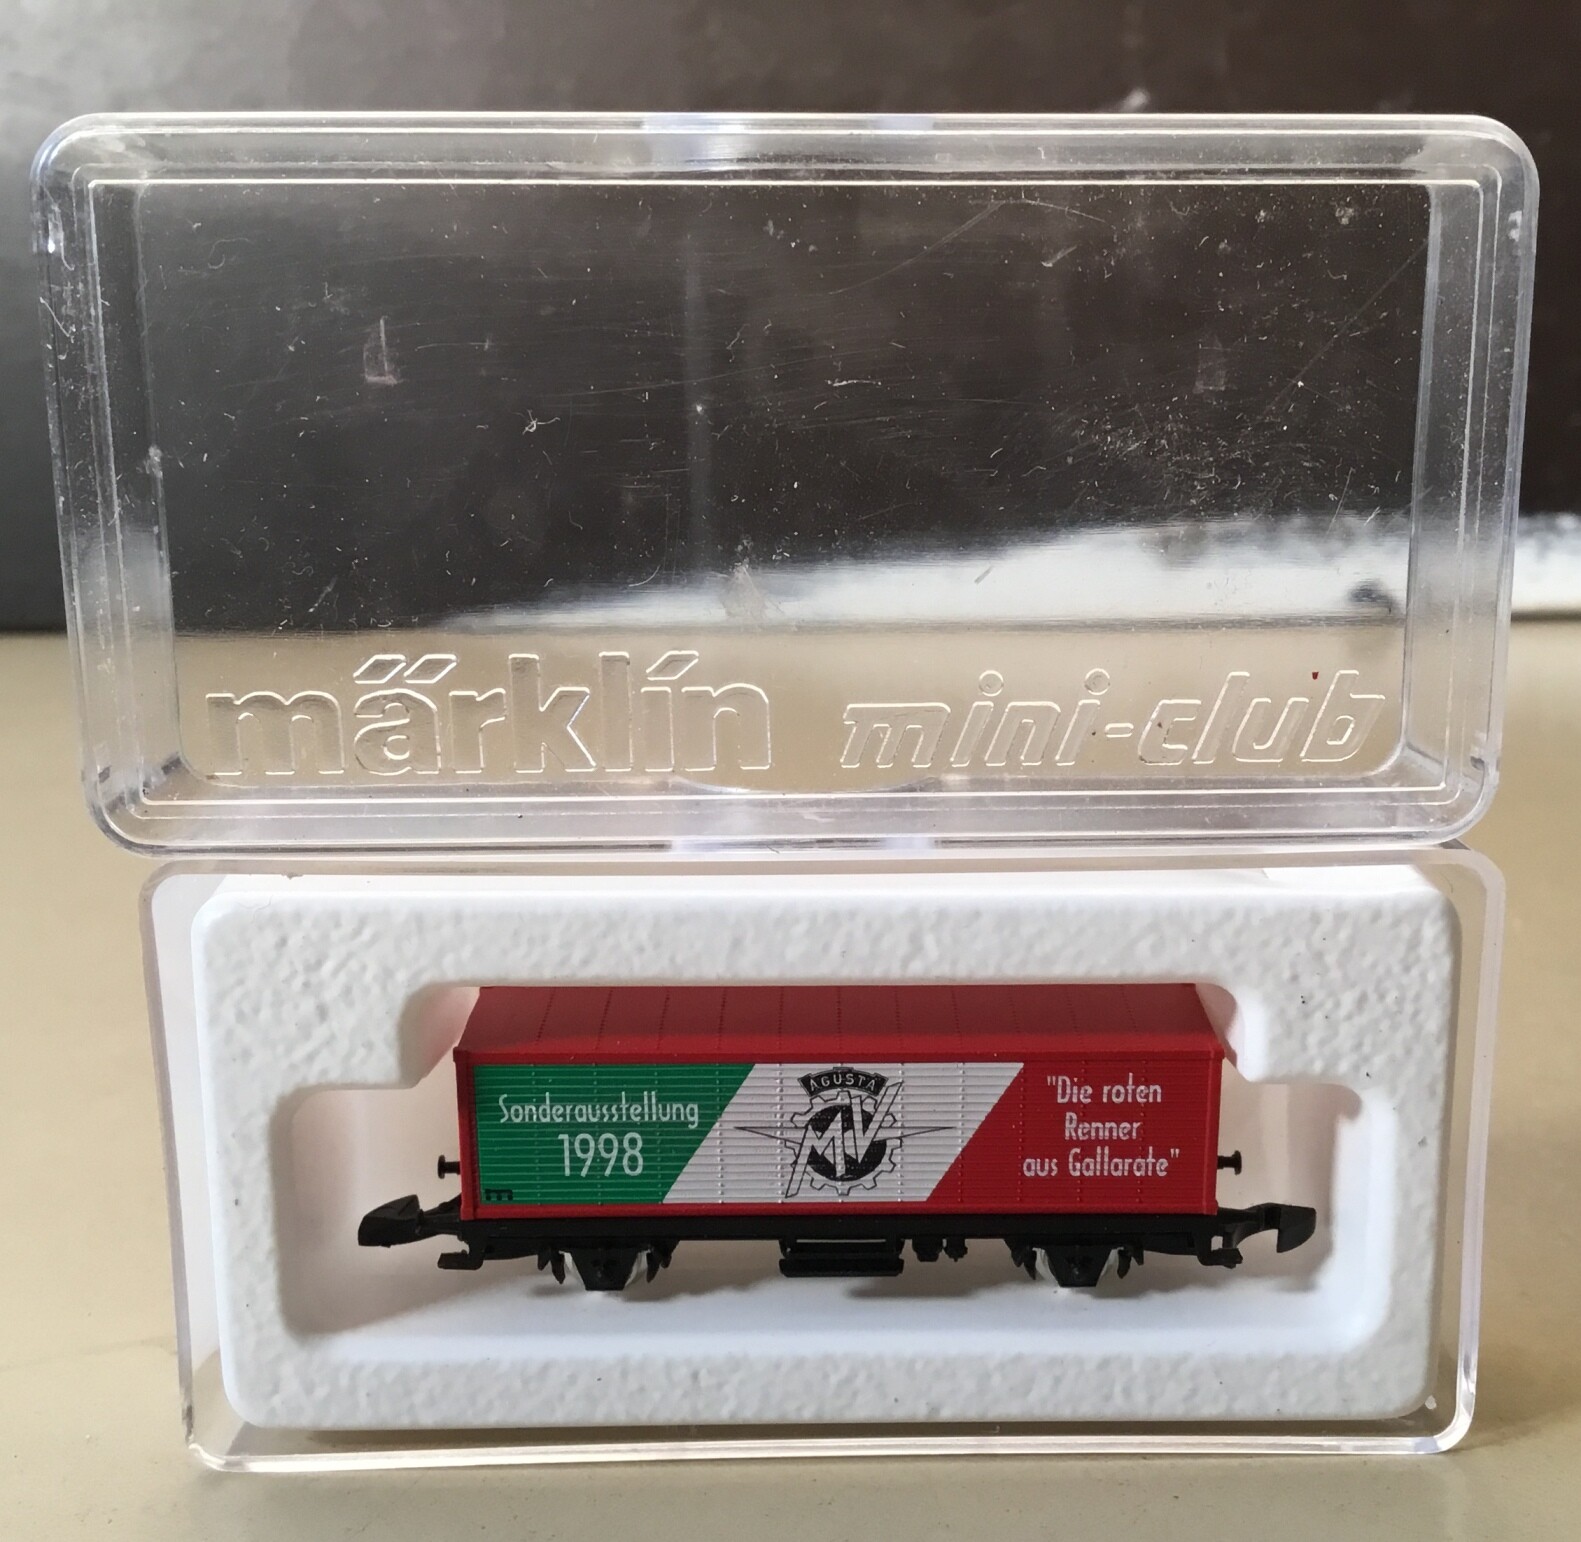 märklin mini-club
Sonderausstellung
1998
m
AGUSTA
MV
"Die roten
Renner
aus Gallarate"